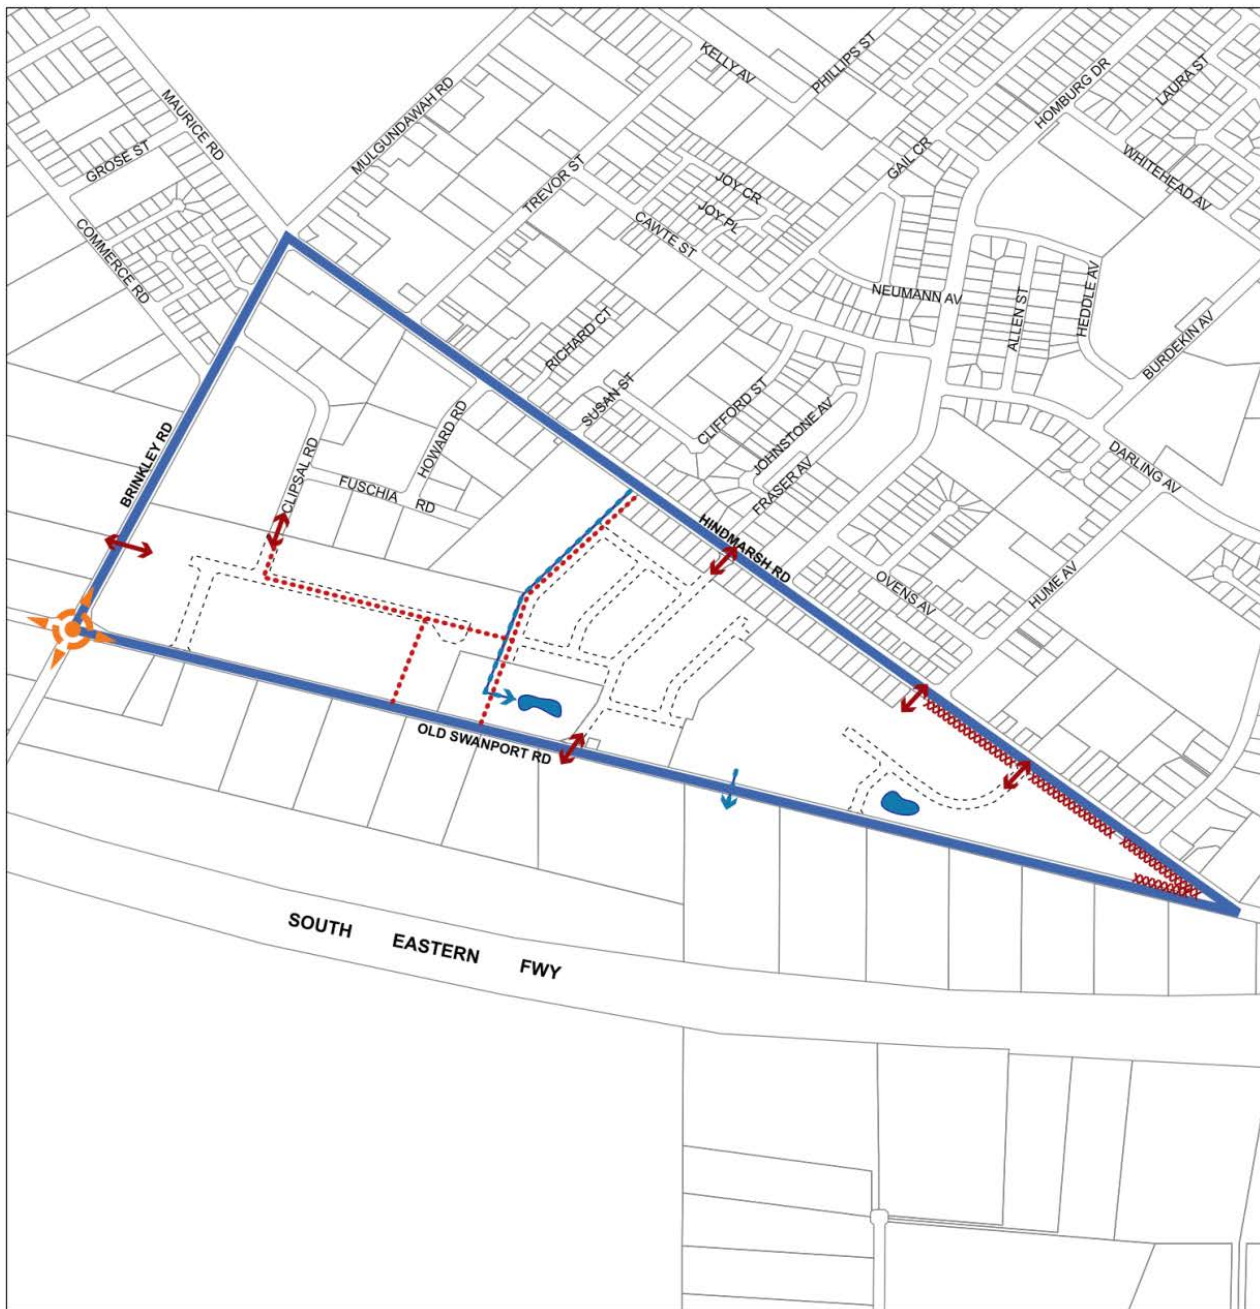 KELLY AV
PHILLIPS ST
HOMBURG DR
LAURA ST
MAURICE RD
MULGUNDAWAH RD
GROSE ST
TREVOR ST
GAIL CR
WHITEHEAD AV
JOY CR
JOY PL
COMMERCE RD
CAWTE ST
NEUMANN AV
ALLEN ST
HEDDLE AV
BURDEKIN AV
RICHARD CT
SUSAN ST
CLIFFORD ST
JOHNSTONE AV
FRASER AV
DARLING AV
BRINKLEY RD
CLIPSAL RD
HOWARD RD
FUSCHIA RD
HINDMARSH RD
OVENS AV
HUME AV
OLD SWANPORT RD
SOUTH EASTERN FWY